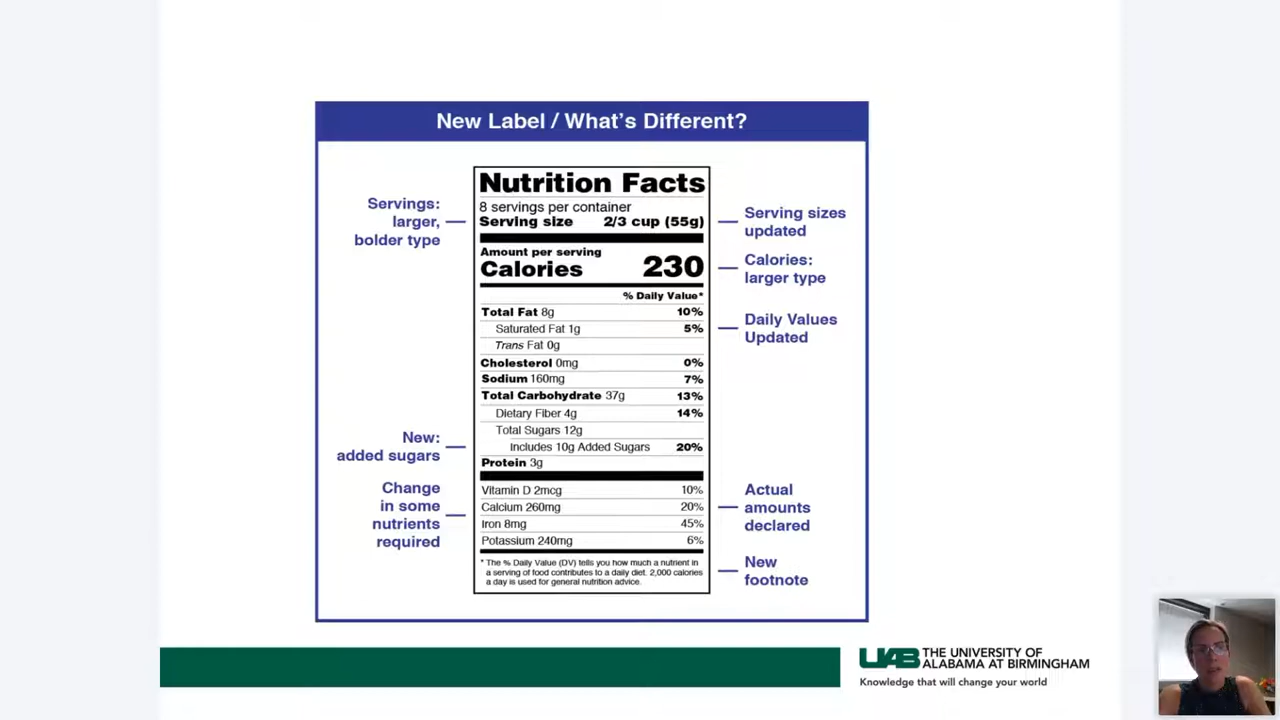 New Label / What's Different?
Servings:
larger,
bolder type
New:
added sugars
Change
in some
nutrients
required
Nutrition Facts
8 servings per container
Serving size 2/3 cup (55g)
Amount per serving
Calories 230
% Daily Value*
Total Fat 8g 10%
Saturated Fat 1g 5%
Trans Fat 0g
Cholesterol 0mg 0%
Sodium 160mg 7%
Total Carbohydrate 37g 13%
Dietary Fiber 4g 14%
Total Sugars 12g
Includes 10g Added Sugars 20%
Protein 3g
Vitamin D 2mcg 10%
Calcium 260mg 20%
Iron 8mg 45%
Potassium 240mg 6%
* The % Daily Value (DV) tells you how much a nutrient in
a serving of food contributes to a daily diet. 2,000 calories
a day is used for general nutrition advice.
Serving sizes
updated
Calories:
larger type
Daily Values
Updated
Actual
amounts
declared
New
footnote
UAB THE UNIVERSITY OF
ALABAMA AT BIRMINGHAM
Knowledge that will change your world